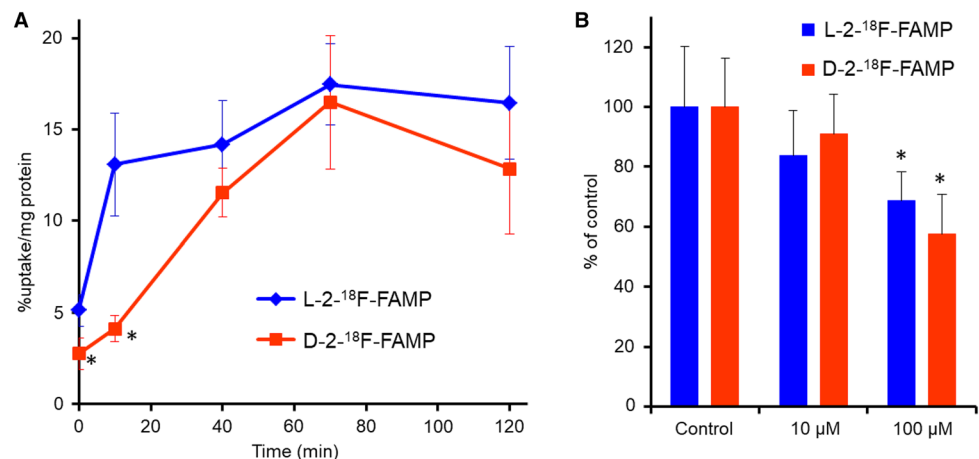 A
%uptake/mg protein
20
15
10
5
0
*
*
L-2-¹⁸F-FAMP
D-2-¹⁸F-FAMP
0 20 40 60 80 100 120
Time (min)
B
% of control
120
100
80
60
40
20
0
L-2-¹⁸F-FAMP
D-2-¹⁸F-FAMP
*
*
Control 10 µM 100 µM